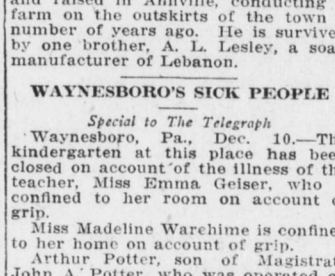 and raised in Annville, conducting
farm on the outskirts of the town
number of years ago. He is survive
by one brother, A. L. Lesley, a soa
manufacturer of Lebanon.
WAYNESBORO'S SICK PEOPLE
Special to The Telegraph
Waynesboro, Pa., Dec. 10.—Th
kindergarten at this place has bee
closed on account of the illness of th
teacher, Miss Emma Geiser, who
confined to her room on account o
grip.
Miss Madeline Warehime is confine
to her home on account of grip.
Arthur Potter, son of Magistrat
John A. Potter, who was operated